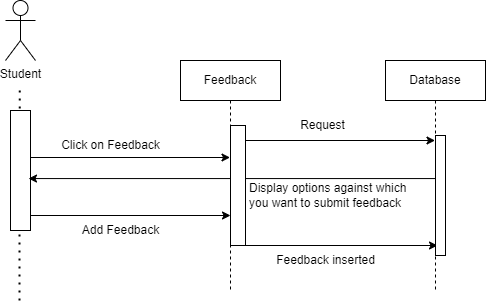 Student
Feedback
Database
Request
Click on Feedback
Display options against which
you want to submit feedback
Add Feedback
Feedback inserted